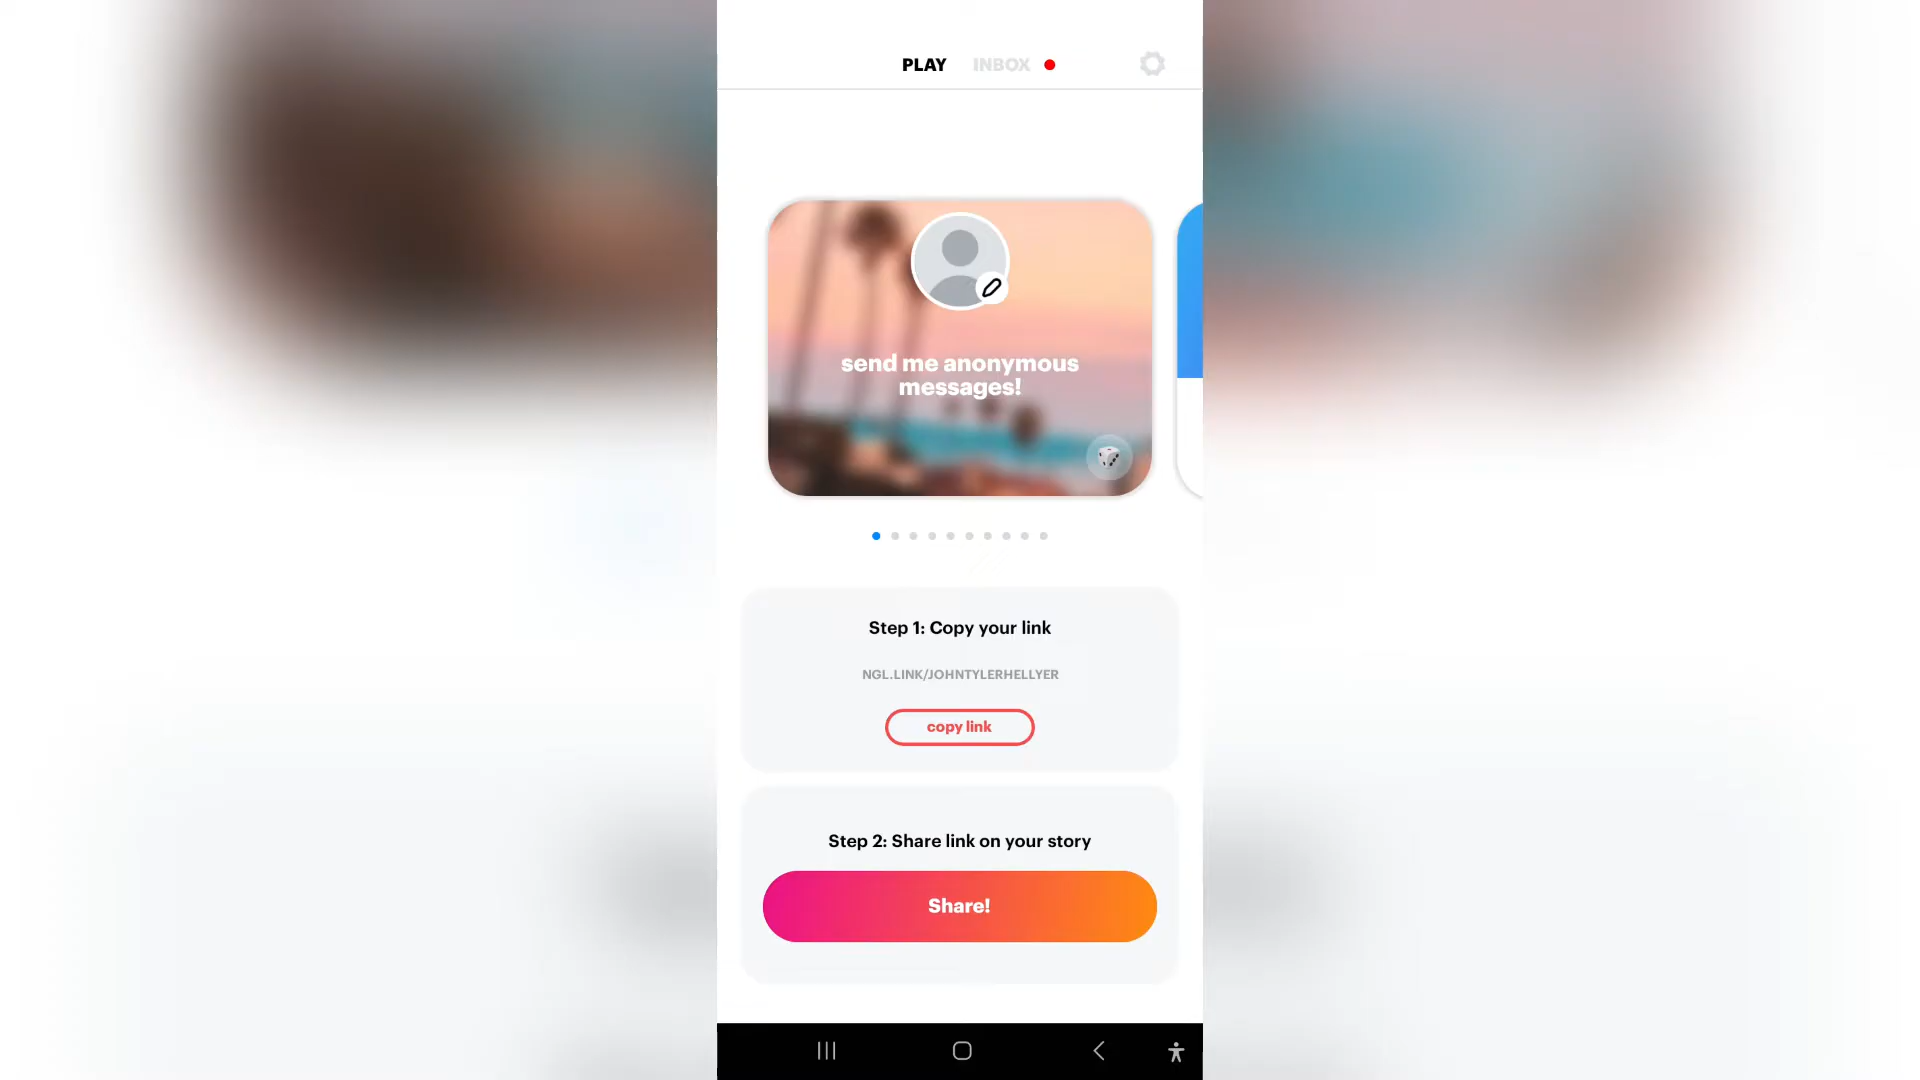 PLAY INBOX
send me anonymous
messages!
Step 1: Copy your link
NGL.LINK/JOHNTYLERHELLYER
copy link
Step 2: Share link on your story
Share!